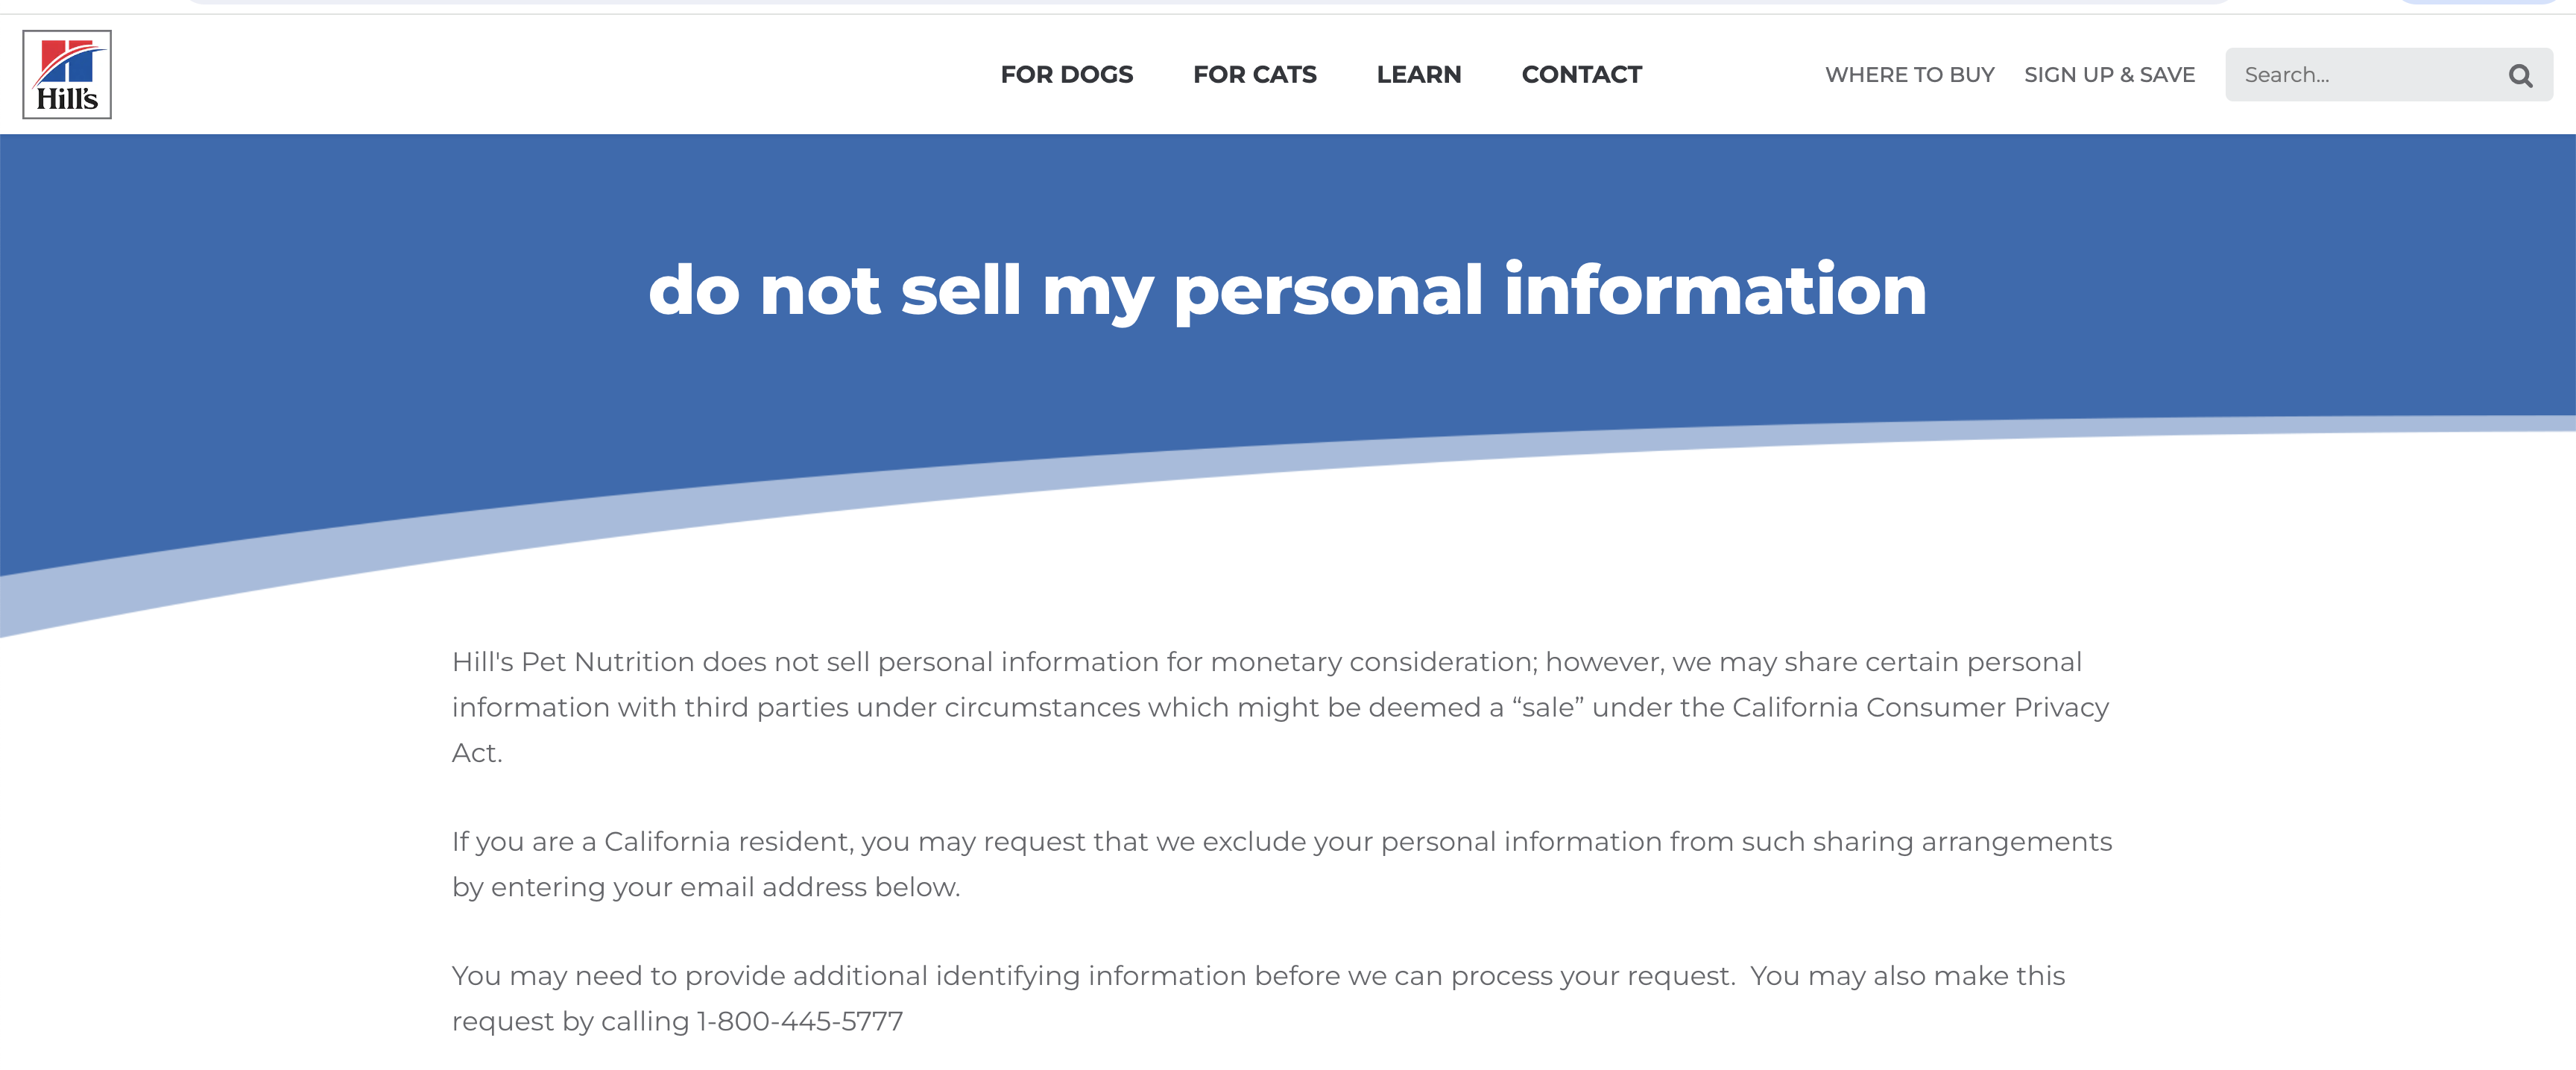 Hill's
FOR DOGS
FOR CATS
LEARN
CONTACT
WHERE TO BUY
SIGN UP & SAVE
Search...
do not sell my personal information
Hill's Pet Nutrition does not sell personal information for monetary consideration; however, we may share certain personal
information with third parties under circumstances which might be deemed a “sale” under the California Consumer Privacy
Act.
If you are a California resident, you may request that we exclude your personal information from such sharing arrangements
by entering your email address below.
You may need to provide additional identifying information before we can process your request.  You may also make this
request by calling 1-800-445-5777